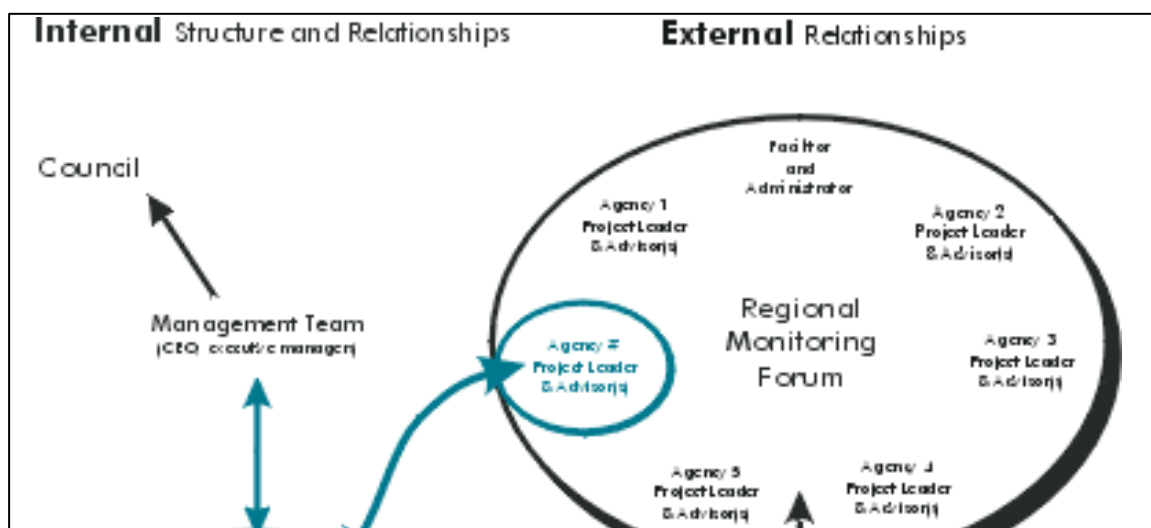 Internal Structure and Relationships
External Relationships
Council
Management Team
(CEO, executive manager)
Facilitor
and
Administrator
Agency 1
Project Leader
& Advisor(s)
Agency 2
Project Leader
& Advisor(s)
Agency #
Project Leader
& Advisor(s)
Regional
Monitoring
Forum
Agency 3
Project Leader
& Advisor(s)
Agency 5
Project Leader
& Advisor(s)
Agency 4
Project Leader
& Advisor(s)